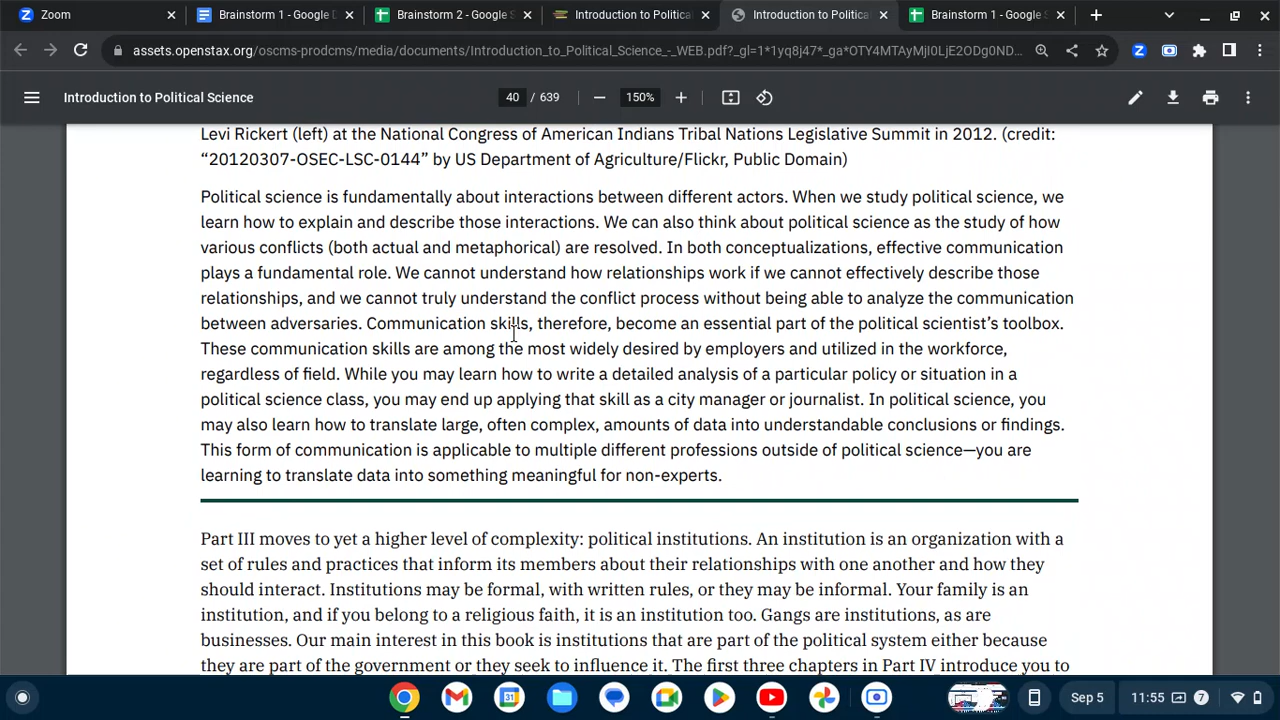 Zoom
Brainstorm 1 - Google D
Brainstorm 2 - Google S
Introduction to Politica
Introduction to Politica
Brainstorm 1 - Google S
assets.openstax.org/oscms-prodcms/media/documents/Introduction_to_Political_Science_-_WEB.pdf?_gl=1*1yq8j47*_ga*OTY4MTAyMjI0LjE2ODg0ND...
Introduction to Political Science
40 / 639
150%
Levi Rickert (left) at the National Congress of American Indians Tribal Nations Legislative Summit in 2012. (credit:
“20120307-OSEC-LSC-0144” by US Department of Agriculture/Flickr, Public Domain)
Political science is fundamentally about interactions between different actors. When we study political science, we
learn how to explain and describe those interactions. We can also think about political science as the study of how
various conflicts (both actual and metaphorical) are resolved. In both conceptualizations, effective communication
plays a fundamental role. We cannot understand how relationships work if we cannot effectively describe those
relationships, and we cannot truly understand the conflict process without being able to analyze the communication
between adversaries. Communication skills, therefore, become an essential part of the political scientist’s toolbox.
These communication skills are among the most widely desired by employers and utilized in the workforce,
regardless of field. While you may learn how to write a detailed analysis of a particular policy or situation in a
political science class, you may end up applying that skill as a city manager or journalist. In political science, you
may also learn how to translate large, often complex, amounts of data into understandable conclusions or findings.
This form of communication is applicable to multiple different professions outside of political science—you are
learning to translate data into something meaningful for non-experts.
Part III moves to yet a higher level of complexity: political institutions. An institution is an organization with a
set of rules and practices that inform its members about their relationships with one another and how they
should interact. Institutions may be formal, with written rules, or they may be informal. Your family is an
institution, and if you belong to a religious faith, it is an institution too. Gangs are institutions, as are
businesses. Our main interest in this book is institutions that are part of the political system either because
they are part of the government or they seek to influence it. The first three chapters in Part IV introduce you to
Sep 5
11:55
7